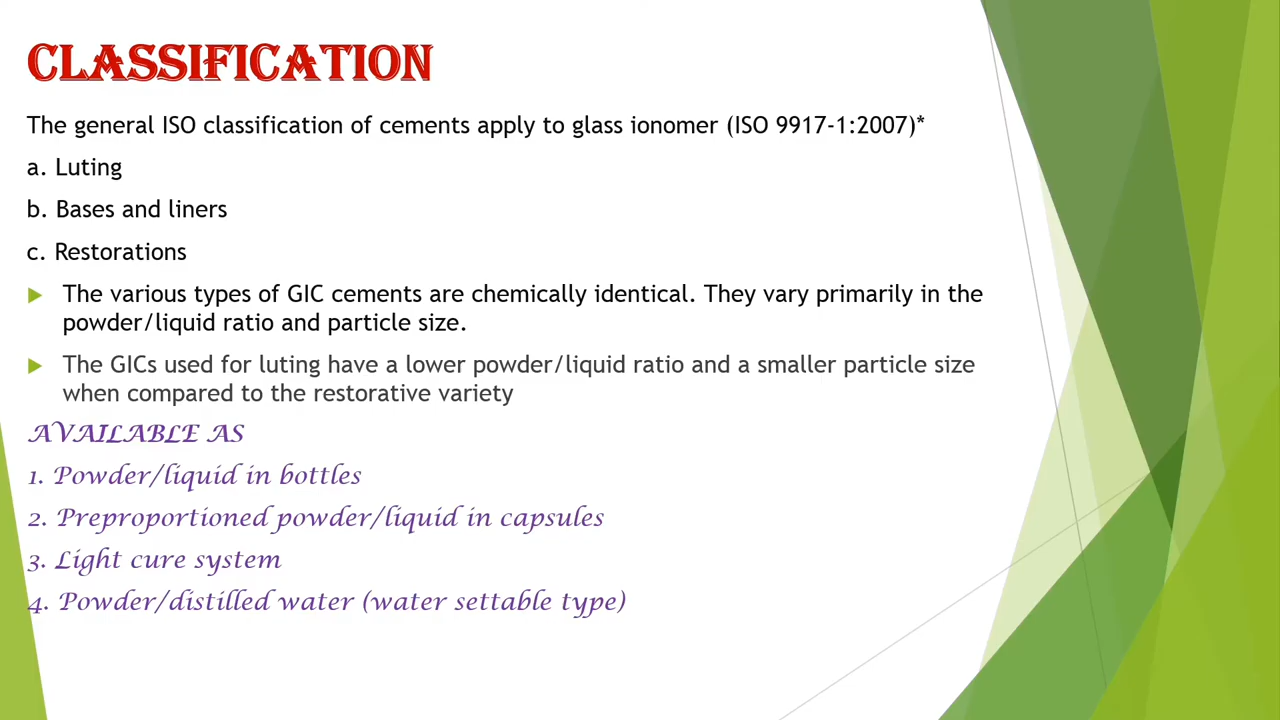 CLASSIFICATION
The general ISO classification of cements apply to glass ionomer (ISO 9917-1:2007)*
a. Luting
b. Bases and liners
c. Restorations
The various types of GIC cements are chemically identical. They vary primarily in the
powder/liquid ratio and particle size.
The GICs used for luting have a lower powder/liquid ratio and a smaller particle size
when compared to the restorative variety
AVAILABLE AS
1. Powder/liquid in bottles
2. Preproportioned powder/liquid in capsules
3. Light cure system
4. Powder/distilled water (water settable type)